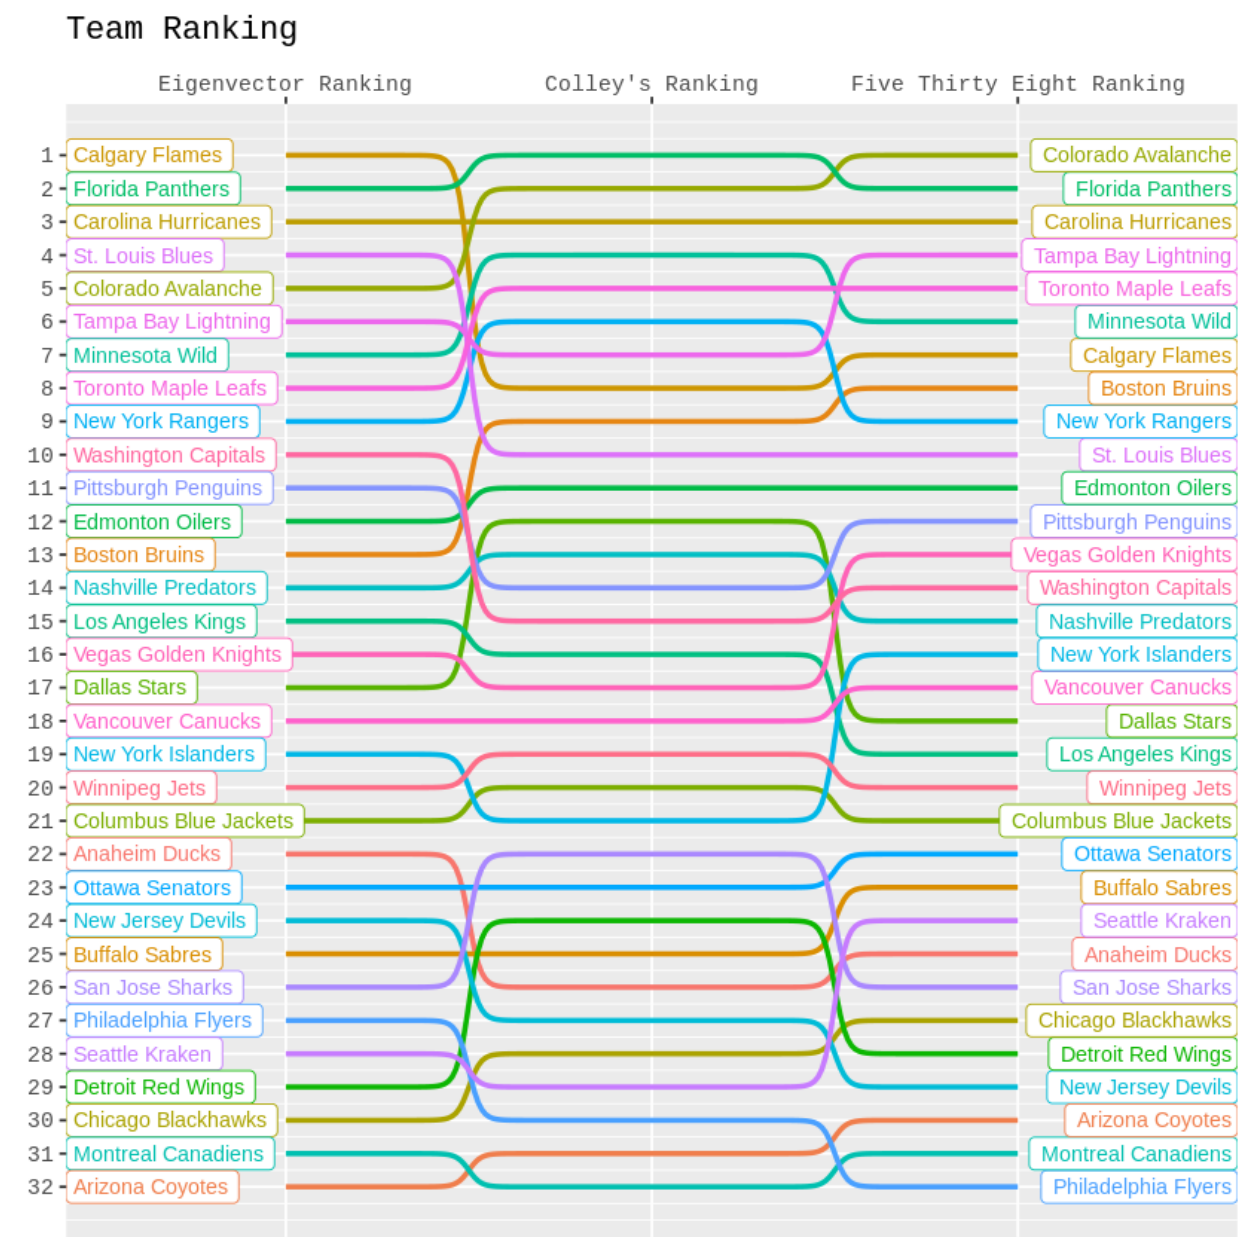 Team Ranking
Eigenvector Ranking Colley's Ranking Five Thirty Eight Ranking
1 Calgary Flames Colorado Avalanche
2 Florida Panthers Florida Panthers
3 Carolina Hurricanes Carolina Hurricanes
4 St. Louis Blues Tampa Bay Lightning
5 Colorado Avalanche Toronto Maple Leafs
6 Tampa Bay Lightning Minnesota Wild
7 Minnesota Wild Calgary Flames
8 Toronto Maple Leafs Boston Bruins
9 New York Rangers New York Rangers
10 Washington Capitals St. Louis Blues
11 Pittsburgh Penguins Edmonton Oilers
12 Edmonton Oilers Pittsburgh Penguins
13 Boston Bruins Vegas Golden Knights
14 Nashville Predators Washington Capitals
15 Los Angeles Kings Nashville Predators
16 Vegas Golden Knights New York Islanders
17 Dallas Stars Vancouver Canucks
18 Vancouver Canucks Dallas Stars
19 New York Islanders Los Angeles Kings
20 Winnipeg Jets Winnipeg Jets
21 Columbus Blue Jackets Columbus Blue Jackets
22 Anaheim Ducks Ottawa Senators
23 Ottawa Senators Buffalo Sabres
24 New Jersey Devils Seattle Kraken
25 Buffalo Sabres Anaheim Ducks
26 San Jose Sharks San Jose Sharks
27 Philadelphia Flyers Chicago Blackhawks
28 Seattle Kraken Detroit Red Wings
29 Detroit Red Wings New Jersey Devils
30 Chicago Blackhawks Arizona Coyotes
31 Montreal Canadiens Montreal Canadiens
32 Arizona Coyotes Philadelphia Flyers